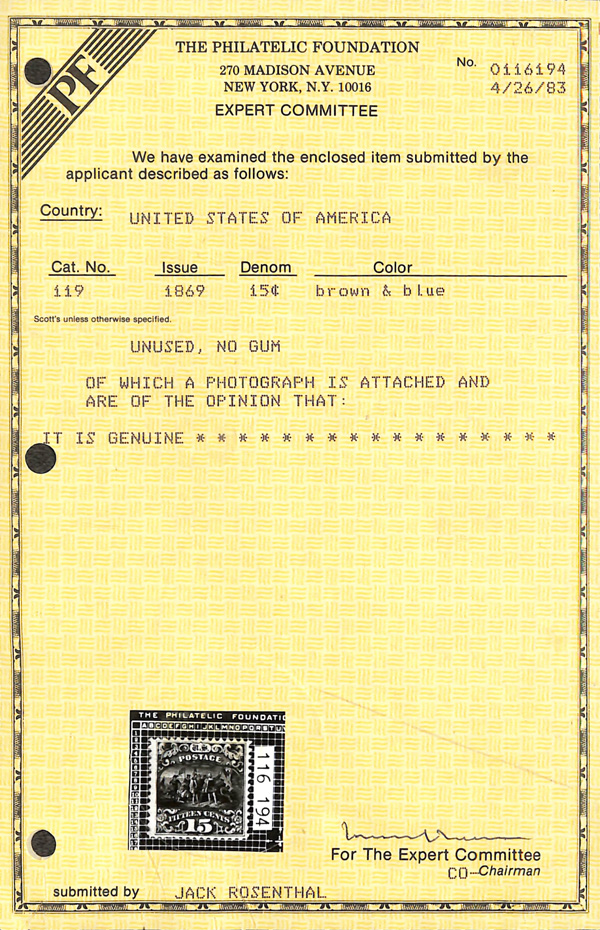 PF
THE PHILATELIC FOUNDATION
270 MADISON AVENUE
NEW YORK, N.Y. 10016
EXPERT COMMITTEE
No. 0116194
4/26/83
We have examined the enclosed item submitted by the
applicant described as follows:
Country: UNITED STATES OF AMERICA
Cat. No. Issue Denom Color
119 1869 15¢ brown & blue
Scott's unless otherwise specified.
UNUSED, NO GUM
OF WHICH A PHOTOGRAPH IS ATTACHED AND
ARE OF THE OPINION THAT:
IT IS GENUINE * * * * * * * * * * * * * * * * *
THE PHILATELIC FOUNDATIO
ABCDEFGHIJKLMNOPQRSTU
POSTAGE
116 194
FIFTEEN CENTS
15
For The Expert Committee
CO-Chairman
submitted by JACK ROSENTHAL